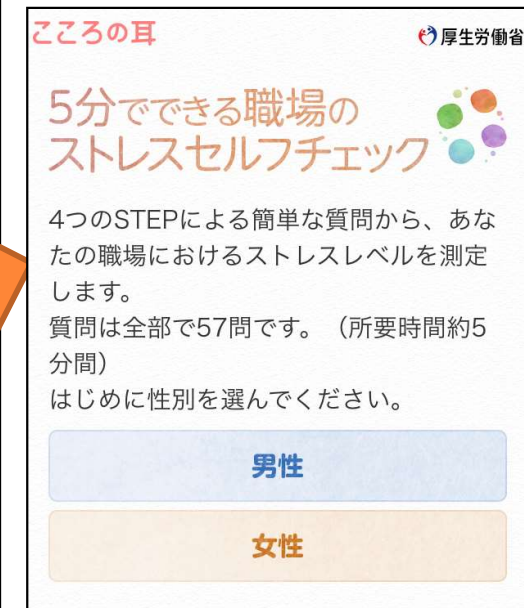 こころの耳
厚生労働省
5分でできる職場の
ストレスセルフチェック
4つのSTEPによる簡単な質問から、あな
たの職場におけるストレスレベルを測定
します。
質問は全部で57問です。（所要時間約5
分間）
はじめに性別を選んでください。
男性
女性